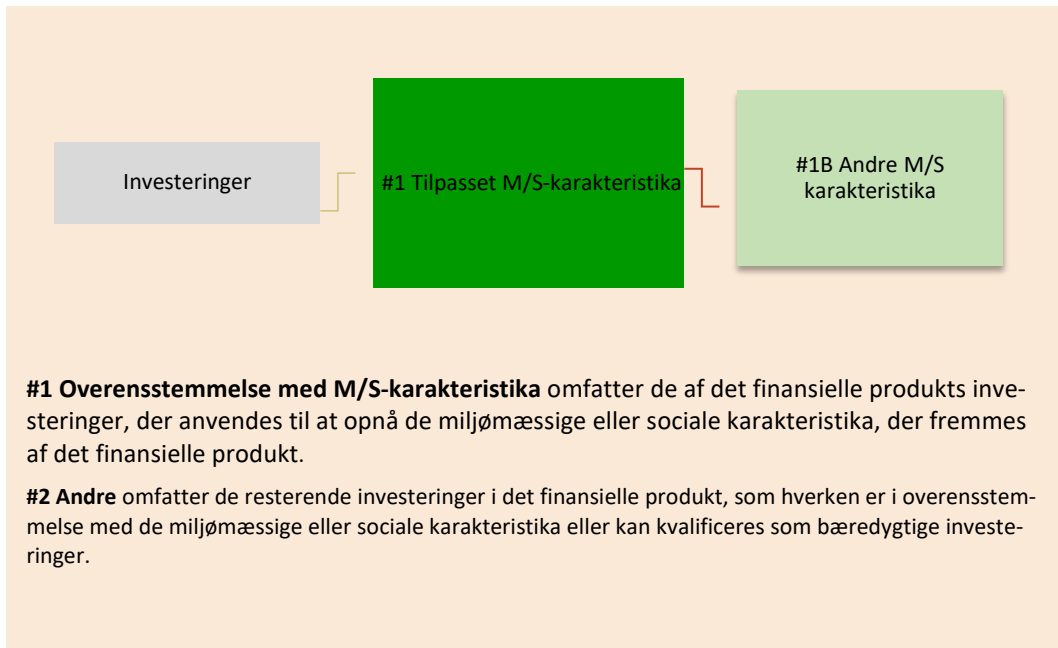 Investeringer
#1 Tilpasset M/S-karakteristika
#1B Andre M/S
karakteristika
#1 Overensstemmelse med M/S-karakteristika omfatter de af det finansielle produkts inve-
steringer, der anvendes til at opnå de miljømæssige eller sociale karakteristika, der fremmes
af det finansielle produkt.
#2 Andre omfatter de resterende investeringer i det finansielle produkt, som hverken er i overensstem-
melse med de miljømæssige eller sociale karakteristika eller kan kvalificeres som bæredygtige investe-
ringer.